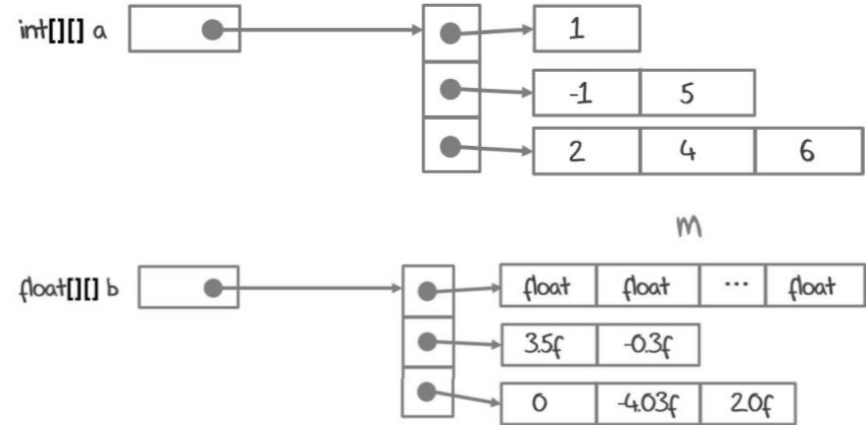 int[][] a
1
-1 5
2 4 6
m
float[][] b
float float ... float
3.5f -0.3f
0 -4.03f 2.0f